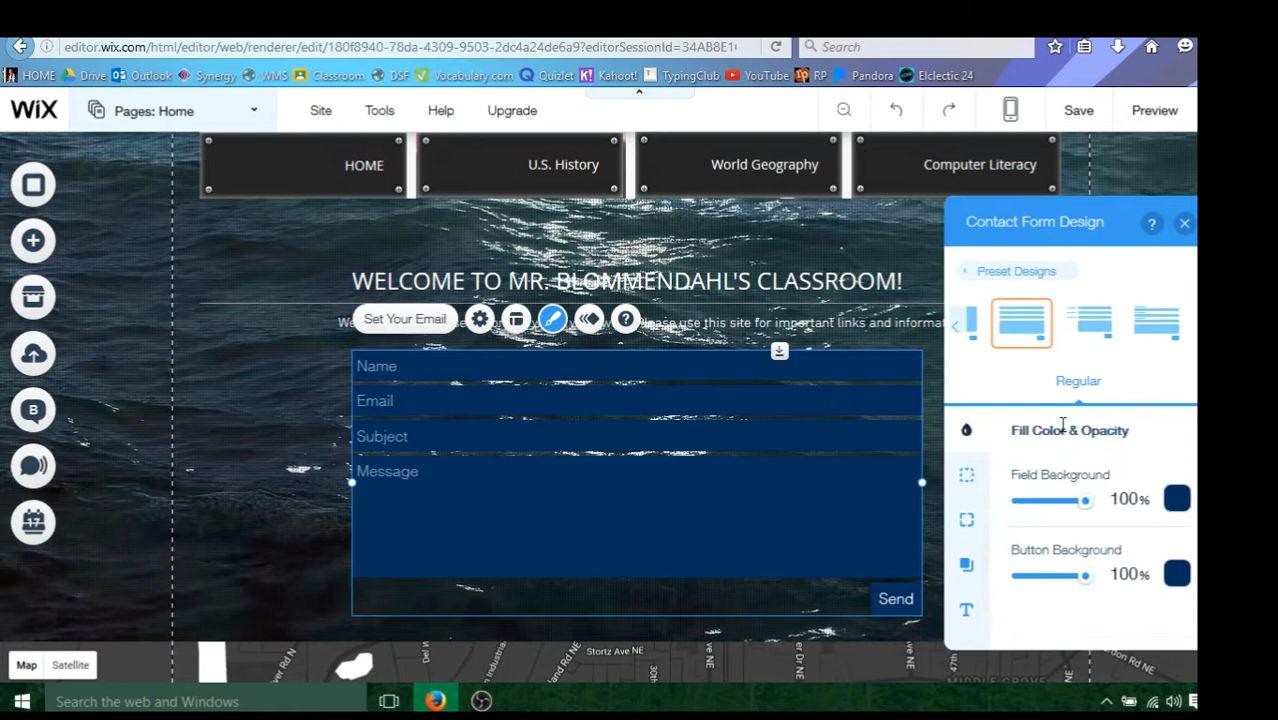 editor.wix.com/html/editor/web/renderer/edit/180f8940-78da-4309-9503-2dc4a24de6a9?editorSessionId=34AB8E1
Search
HOME Drive Outlook Synergy WMS Classroom DSF Vocabulary.com Quizlet Kahoot! TypingClub YouTube RP Pandora Elclectic 24
WiX Pages: Home Site Tools Help Upgrade Save Preview
HOME U.S. History World Geography Computer Literacy
Contact Form Design ?
Preset Designs
WELCOME TO MR. BLOMMENDAHL'S CLASSROOM!
Set Your Email ?
We
lease use this site for important links and informat
Name
Email
Subject
Message
Send
Regular
Fill Color & Opacity
Field Background
100%
Button Background
100%
T
B
17
Map Satellite
Stortz Ave NE
Search the web and Windows